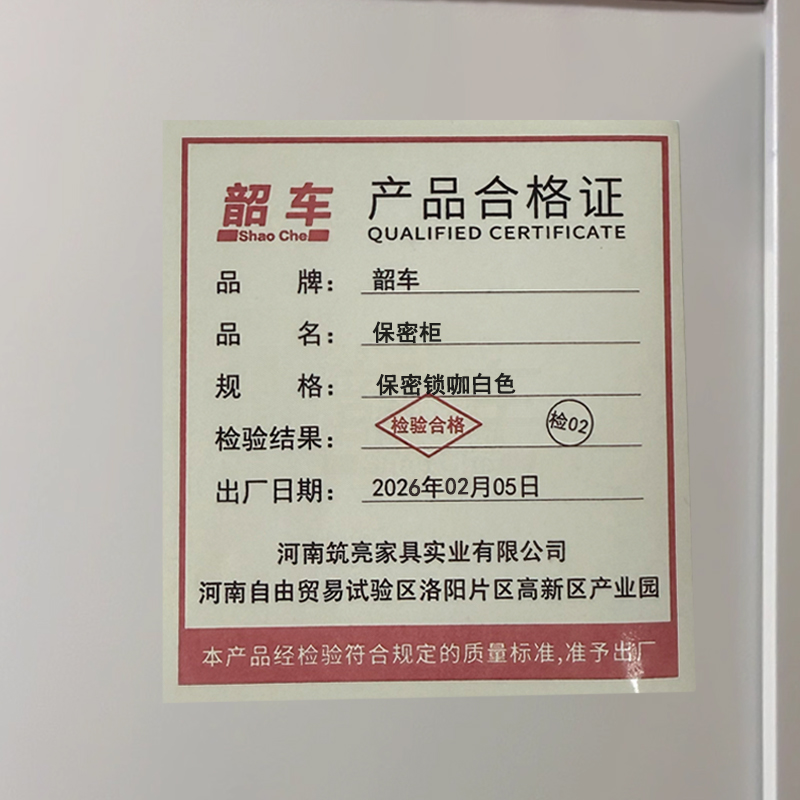 韶车
Shao Che
产品合格证
QUALIFIED CERTIFICATE
品 牌： 韶车
品 名： 保密柜
规 格： 保密锁咖白色
检验结果： 检验合格 检02
出厂日期： 2026年02月05日
河南筑亮家具实业有限公司
河南自由贸易试验区洛阳片区高新区产业园
本产品经检验符合规定的质量标准,准予出厂